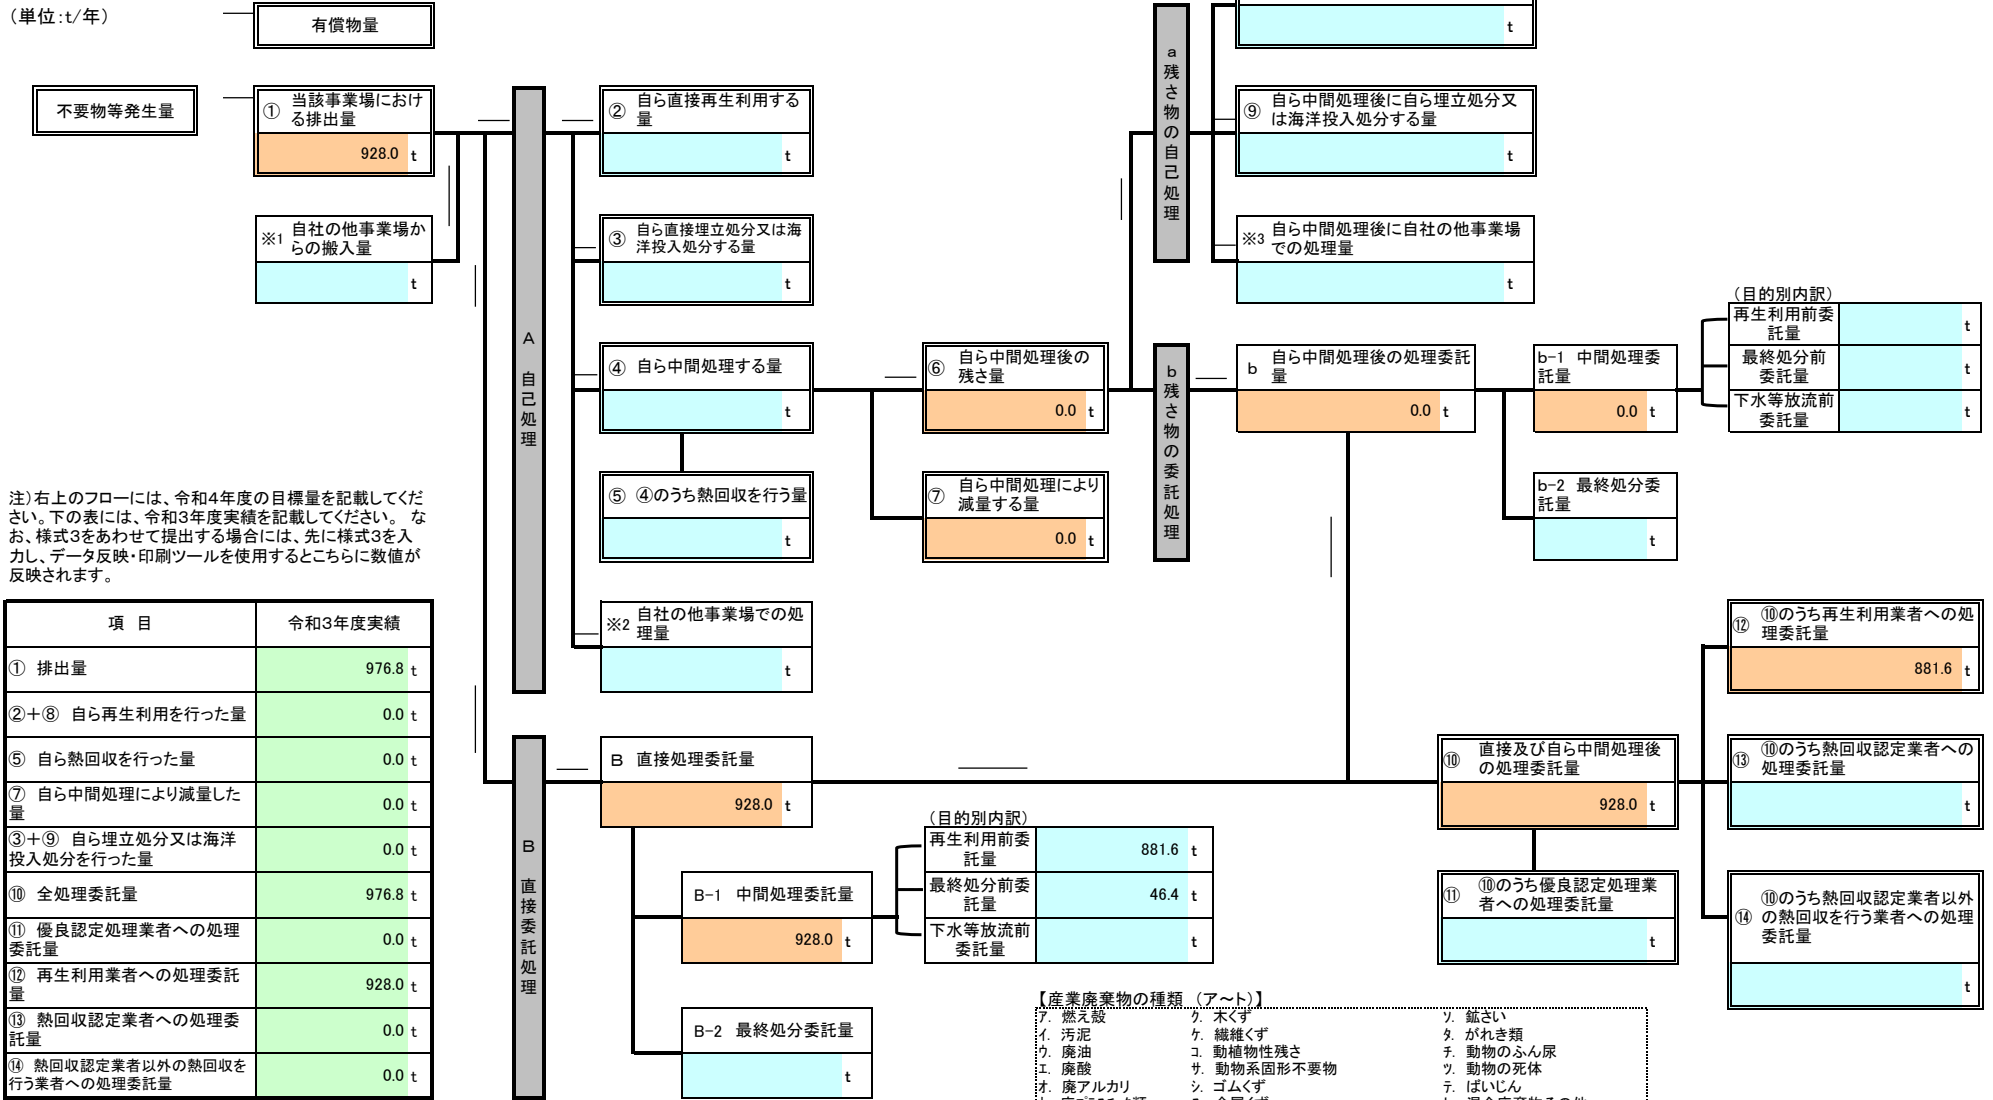 (単位:t/年)
有償物量
不要物等発生量
① 当該事業場におけ
る排出量
928.0 t
※1 自社の他事業場か
らの搬入量
t
A 自己処理
② 自ら直接再生利用する
量
t
③ 自ら直接埋立処分又は海
洋投入処分する量
t
④ 自ら中間処理する量
t
⑤ ④のうち熱回収を行う量
t
※2 自社の他事業場での処
理量
t
⑥ 自ら中間処理後の
残さ量
0.0 t
⑦ 自ら中間処理により
減量する量
0.0 t
a 残さ物の自己処理
t
⑨ 自ら中間処理後に自ら埋立処分又
は海洋投入処分する量
t
※3 自ら中間処理後に自社の他事業場
での処理量
t
b 残さ物の委託処理
b 自ら中間処理後の処理委託
量
0.0 t
b-1 中間処理委
託量
0.0 t
b-2 最終処分委
託量
t
(目的別内訳)
再生利用前委
託量
t
最終処分前
委託量
t
下水等放流前
委託量
t
注)右上のフローには、令和4年度の目標量を記載してくだ
さい。下の表には、令和3年度実績を記載してください。 な
お、様式3をあわせて提出する場合には、先に様式3を入
力し、データ反映・印刷ツールを使用するとこちらに数値が
反映されます。
項 目 令和3年度実績
① 排出量 976.8 t
②+⑧ 自ら再生利用を行った量 0.0 t
⑤ 自ら熱回収を行った量 0.0 t
⑦ 自ら中間処理により減量した
量 0.0 t
③+⑨ 自ら埋立処分又は海洋
投入処分を行った量 0.0 t
⑩ 全処理委託量 976.8 t
⑪ 優良認定処理業者への処理
委託量 0.0 t
⑫ 再生利用業者への処理委託
量 928.0 t
⑬ 熱回収認定業者への処理委
託量 0.0 t
⑭ 熱回収認定業者以外の熱回収を
行う業者への処理委託量 0.0 t
B 直接委託処理
B 直接処理委託量
928.0 t
B-1 中間処理委託量
928.0 t
B-2 最終処分委託量
t
(目的別内訳)
再生利用前委
託量
881.6 t
最終処分前委
託量
46.4 t
下水等放流前
委託量
t
⑩ 直接及び自ら中間処理後
の処理委託量
928.0 t
⑪ ⑩のうち優良認定処理業
者への処理委託量
t
⑫ ⑩のうち再生利用業者への処
理委託量
881.6 t
⑬ ⑩のうち熱回収認定業者への
処理委託量
t
⑭ ⑩のうち熱回収認定業者以外
の熱回収を行う業者への処理
委託量
t
【産業廃棄物の種類 (ア~ト)】
ア. 燃え殻 ク. 木くず ソ. 鉱さい
イ. 汚泥 ケ. 繊維くず タ. がれき類
ウ. 廃油 コ. 動植物性残さ チ. 動物のふん尿
エ. 廃酸 サ. 動物系固形不要物 ツ. 動物の死体
オ. 廃アルカリ シ. ゴムくず テ. ばいじん